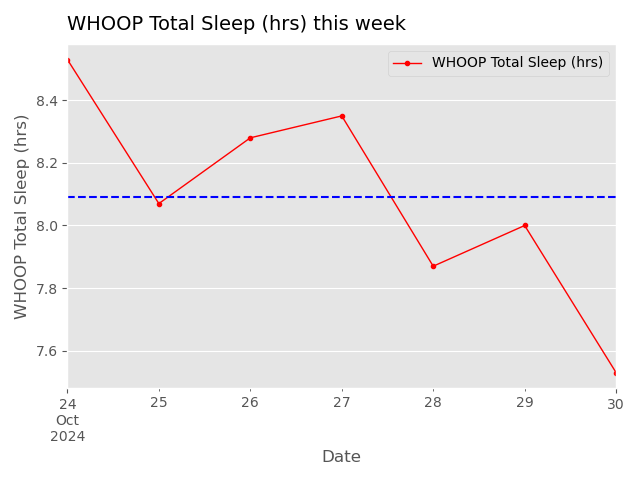 WHOOP Total Sleep (hrs) this week
WHOOP Total Sleep (hrs)
WHOOP Total Sleep (hrs)
8.4
8.2
8.0
7.8
7.6
24 25 26 27 28 29 30
Oct
2024
Date